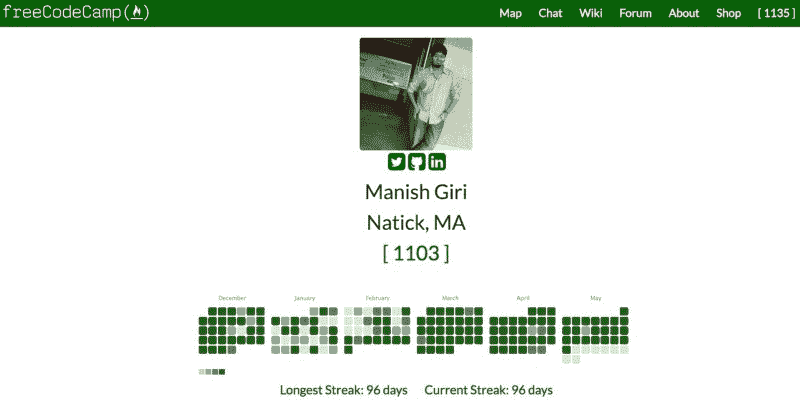 freeCodeCamp(🔥) Map Chat Wiki Forum About Shop [ 1135 ]
Manish Giri
Natick, MA
[ 1103 ]
December January February March April May
Longest Streak: 96 days Current Streak: 96 days